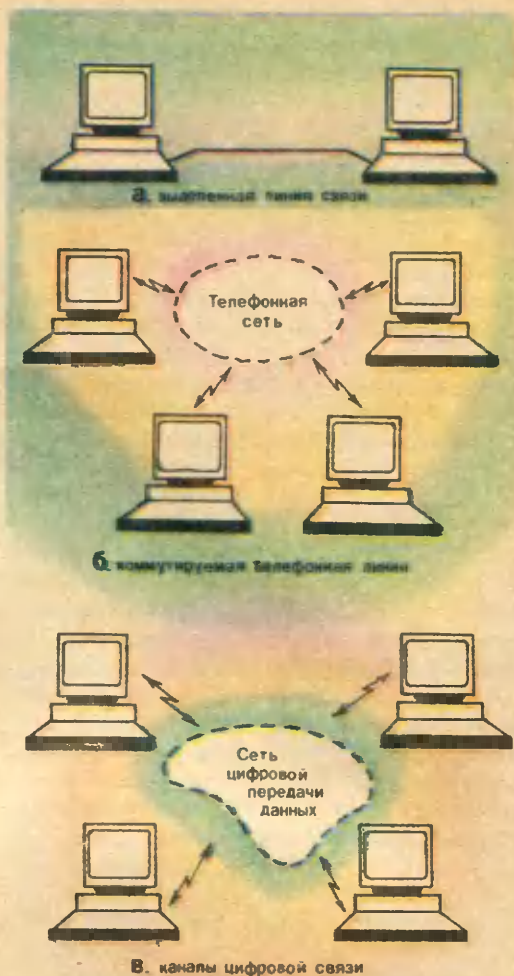 а. выделенная линия связи
Телефонная
сеть
б. коммутируемая телефонная линия
Сеть
цифровой
передачи
данных
в. каналы цифровой связи